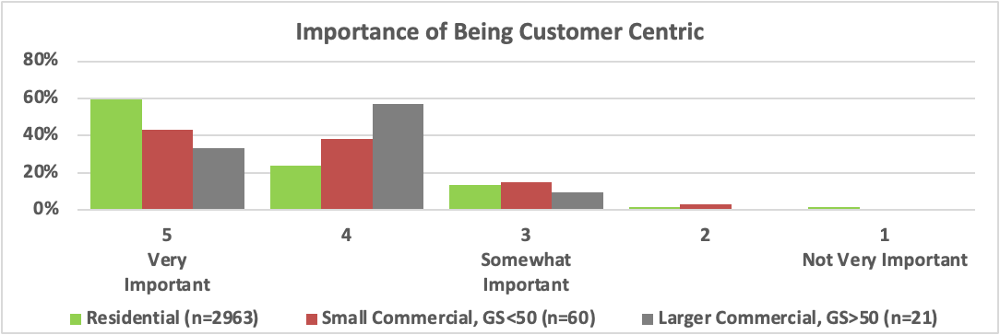 Importance of Being Customer Centric
80%
60%
40%
20%
0%
5
Very
Important
4
3
Somewhat
Important
2
1
Not Very Important
Residential (n=2963)
Small Commercial, GS<50 (n=60)
Larger Commercial, GS>50 (n=21)